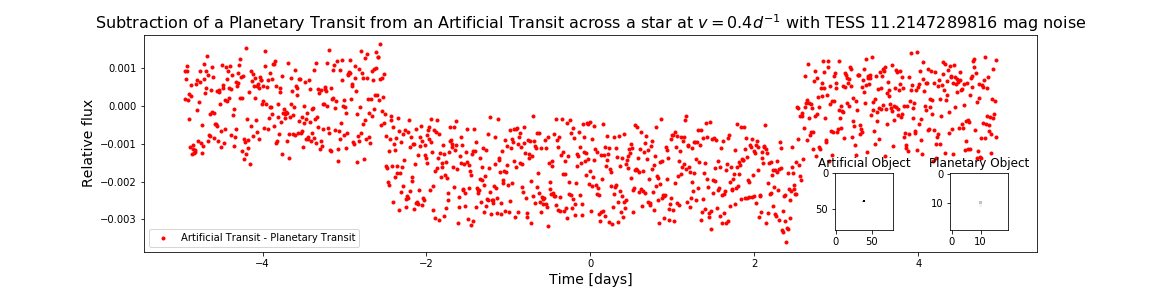 Subtraction of a Planetary Transit from an Artificial Transit across a star at v = 0.4d⁻¹ with TESS 11.2147289816 mag noise
Relative flux
0.001
0.000
−0.001
−0.002
−0.003
Artificial Transit - Planetary Transit
Artificial Object
0
50
0 50
Planetary Object
0
10
0 10
−4 −2 0 2 4
Time [days]